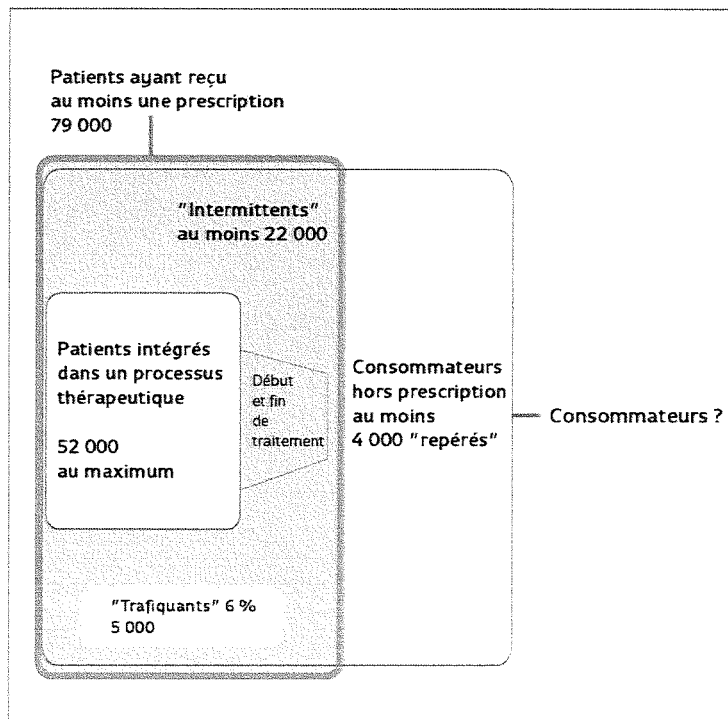 Patients ayant reçu
au moins une prescription
79 000
"Intermittents"
au moins 22 000
Patients intégrés
dans un processus
thérapeutique
52 000
au maximum
Début
et fin
de
traitement
Consommateurs
hors prescription
au moins
4 000 "repérés"
Consommateurs ?
"Trafiquants" 6 %
5 000